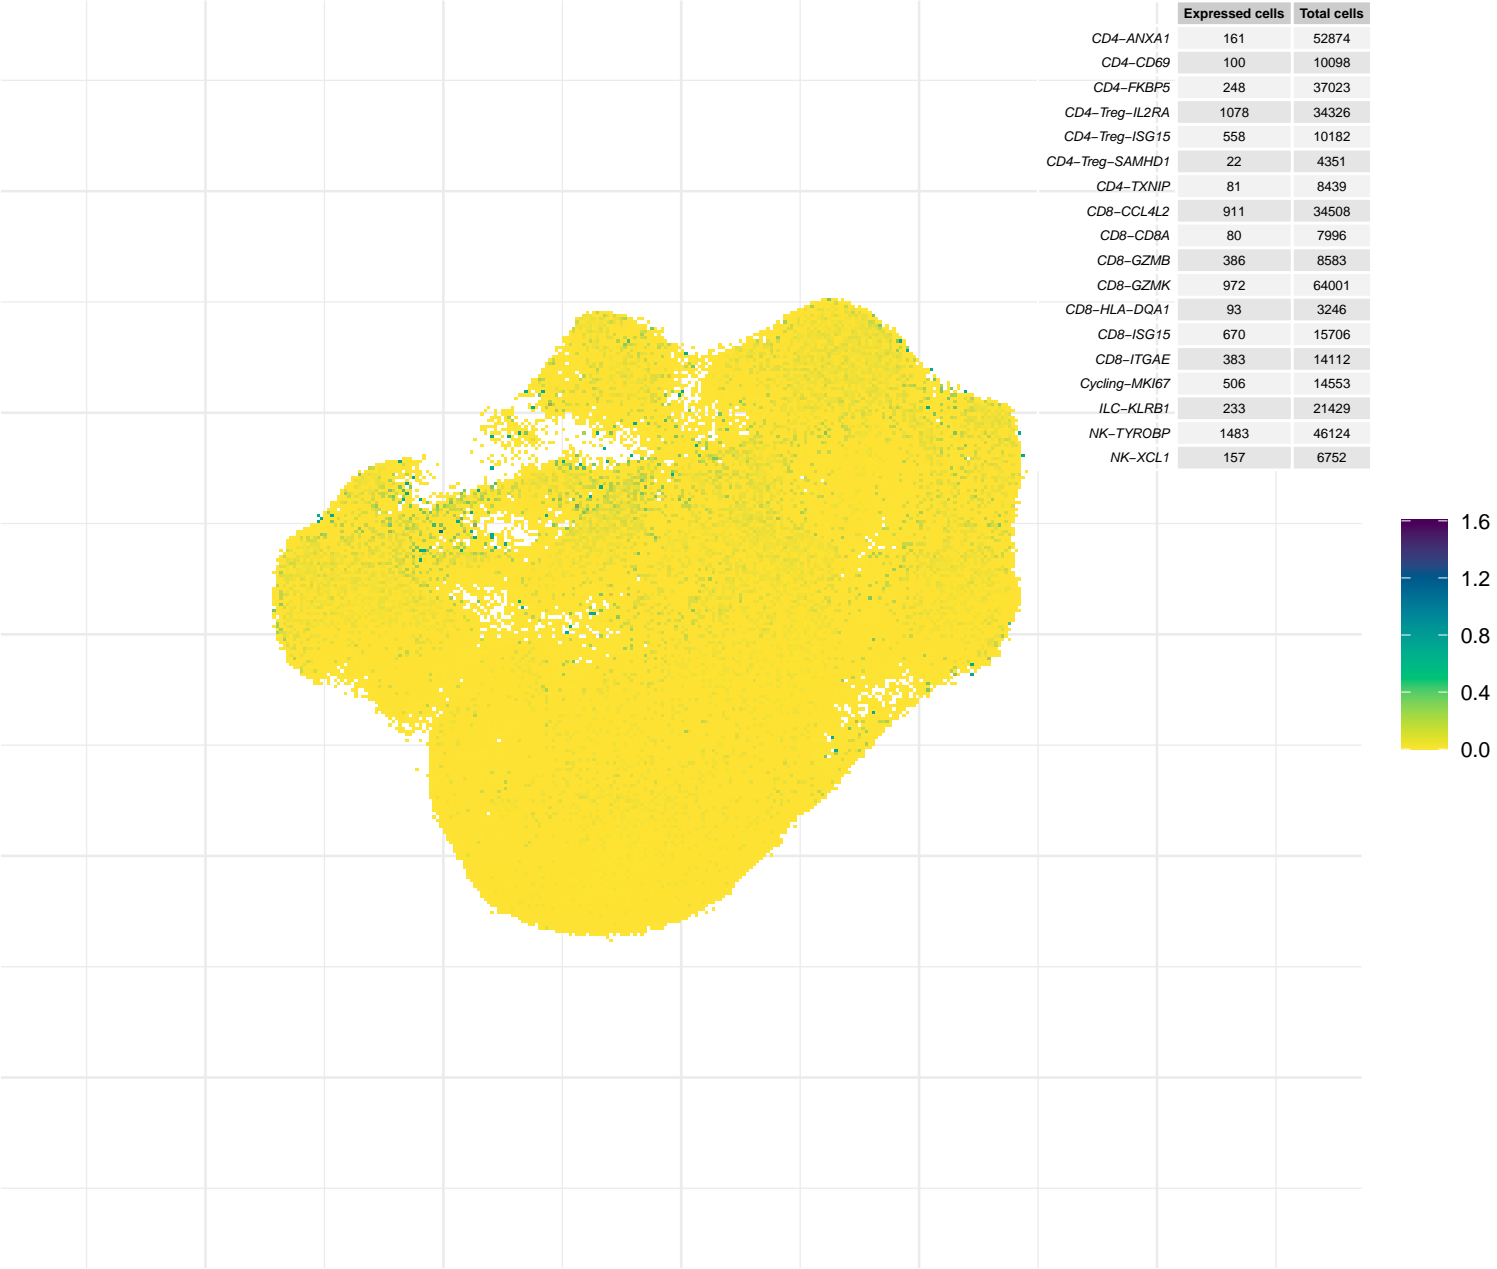 Expressed cells Total cells
CD4−ANXA1 161 52874
CD4−CD69 100 10098
CD4−FKBP5 248 37023
CD4−Treg−IL2RA 1078 34326
CD4−Treg−ISG15 558 10182
CD4−Treg−SAMHD1 22 4351
CD4−TXNIP 81 8439
CD8−CCL4L2 911 34508
CD8−CD8A 80 7996
CD8−GZMB 386 8583
CD8−GZMK 972 64001
CD8−HLA−DQA1 93 3246
CD8−ISG15 670 15706
CD8−ITGAE 383 14112
Cycling−MKI67 506 14553
ILC−KLRB1 233 21429
NK−TYROBP 1483 46124
NK−XCL1 157 6752
1.6
1.2
0.8
0.4
0.0